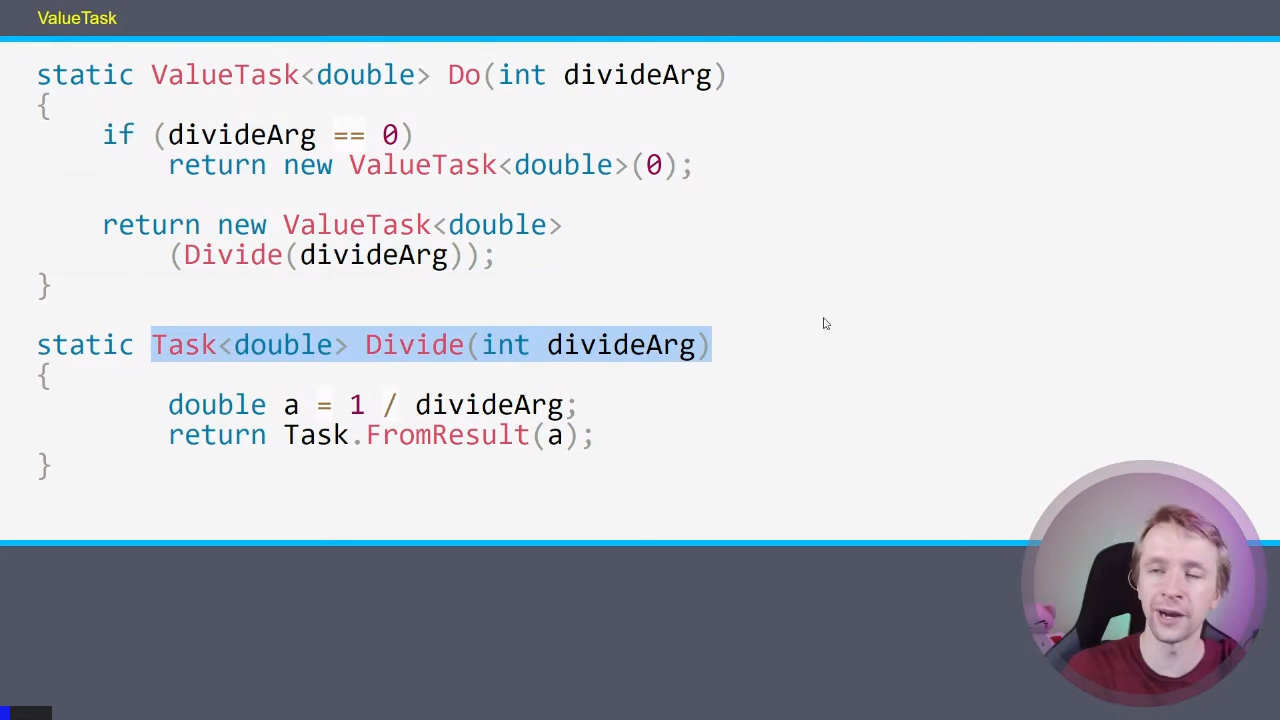 ValueTask
static ValueTask<double> Do(int divideArg)
{
    if (divideArg == 0)
        return new ValueTask<double>(0);
    return new ValueTask<double>
        (Divide(divideArg));
}
static Task<double> Divide(int divideArg)
{
        double a = 1 / divideArg;
        return Task.FromResult(a);
}